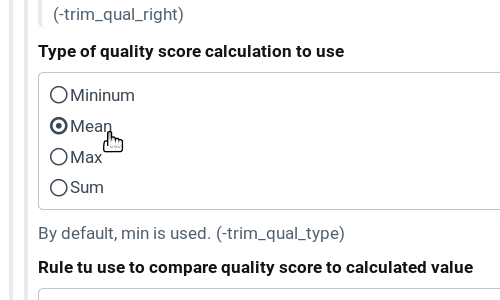 (-trim_qual_right)
Type of quality score calculation to use
Mininum
Mean
Max
Sum
By default, min is used. (-trim_qual_type)
Rule tu use to compare quality score to calculated value